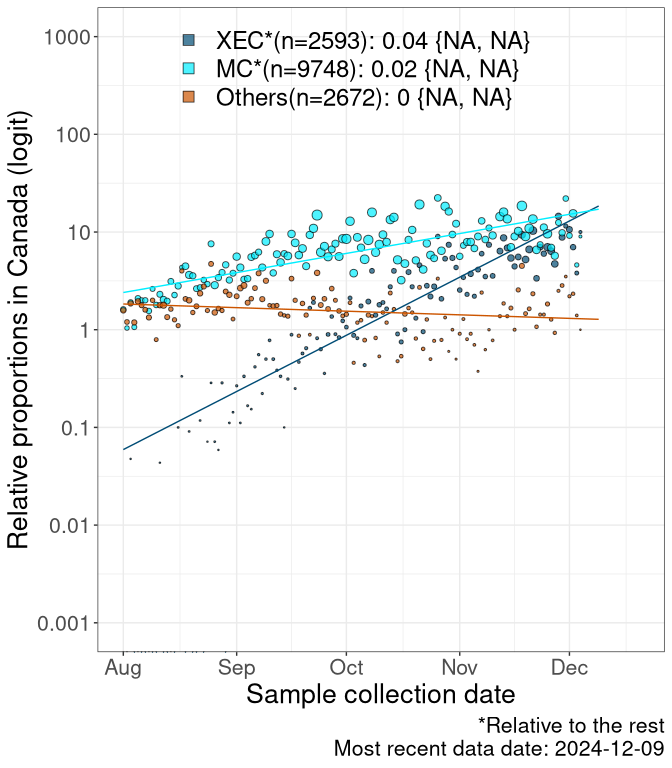 XEC*(n=2593): 0.04 {NA, NA}
MC*(n=9748): 0.02 {NA, NA}
Others(n=2672): 0 {NA, NA}
Relative proportions in Canada (logit)
1000
100
10
1
0.1
0.01
0.001
Aug Sep Oct Nov Dec
Sample collection date
*Relative to the rest
Most recent data date: 2024-12-09